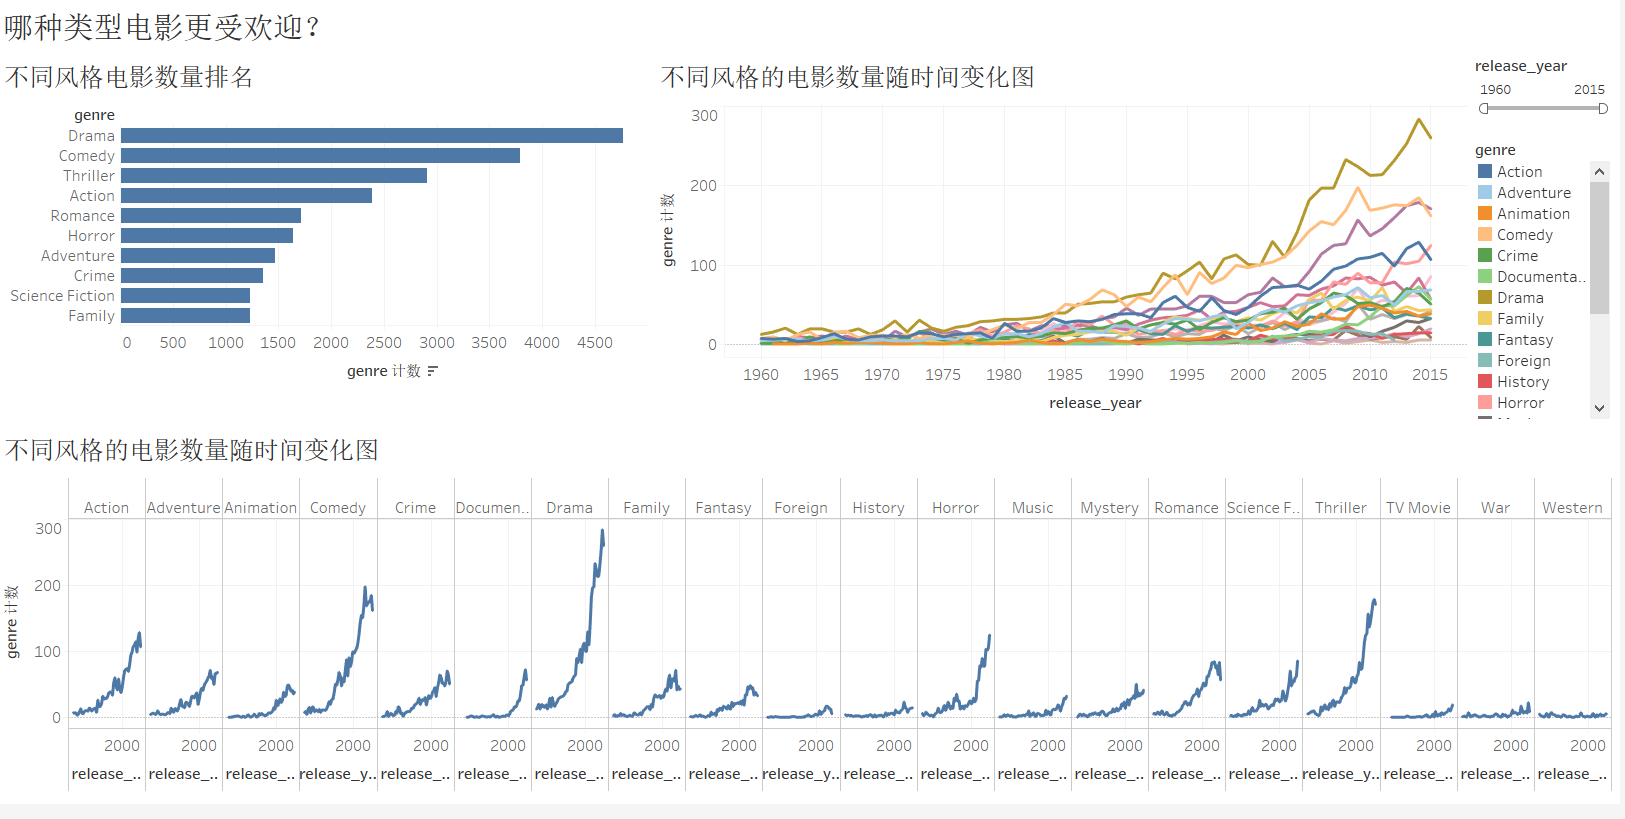 哪种类型电影更受欢迎？
不同风格电影数量排名
genre
Drama
Comedy
Thriller
Action
Romance
Horror
Adventure
Crime
Science Fiction
Family
0 500 1000 1500 2000 2500 3000 3500 4000 4500
genre 计数
不同风格的电影数量随时间变化图
300
200
100
0
genre 计数
1960 1965 1970 1975 1980 1985 1990 1995 2000 2005 2010 2015
release_year
release_year
1960 2015
genre
Action
Adventure
Animation
Comedy
Crime
Documenta..
Drama
Family
Fantasy
Foreign
History
Horror
不同风格的电影数量随时间变化图
Action Adventure Animation Comedy Crime Documen.. Drama Family Fantasy Foreign History Horror Music Mystery Romance Science F.. Thriller TV Movie War Western
300
200
100
0
genre 计数
2000 2000 2000 2000 2000 2000 2000 2000 2000 2000 2000 2000 2000 2000 2000 2000 2000 2000 2000 2000
release_.. release_.. release_.. release_y.. release_.. release_.. release_.. release_.. release_.. release_y.. release_.. release_.. release_.. release_.. release_.. release_.. release_y.. release_.. release_.. release_..